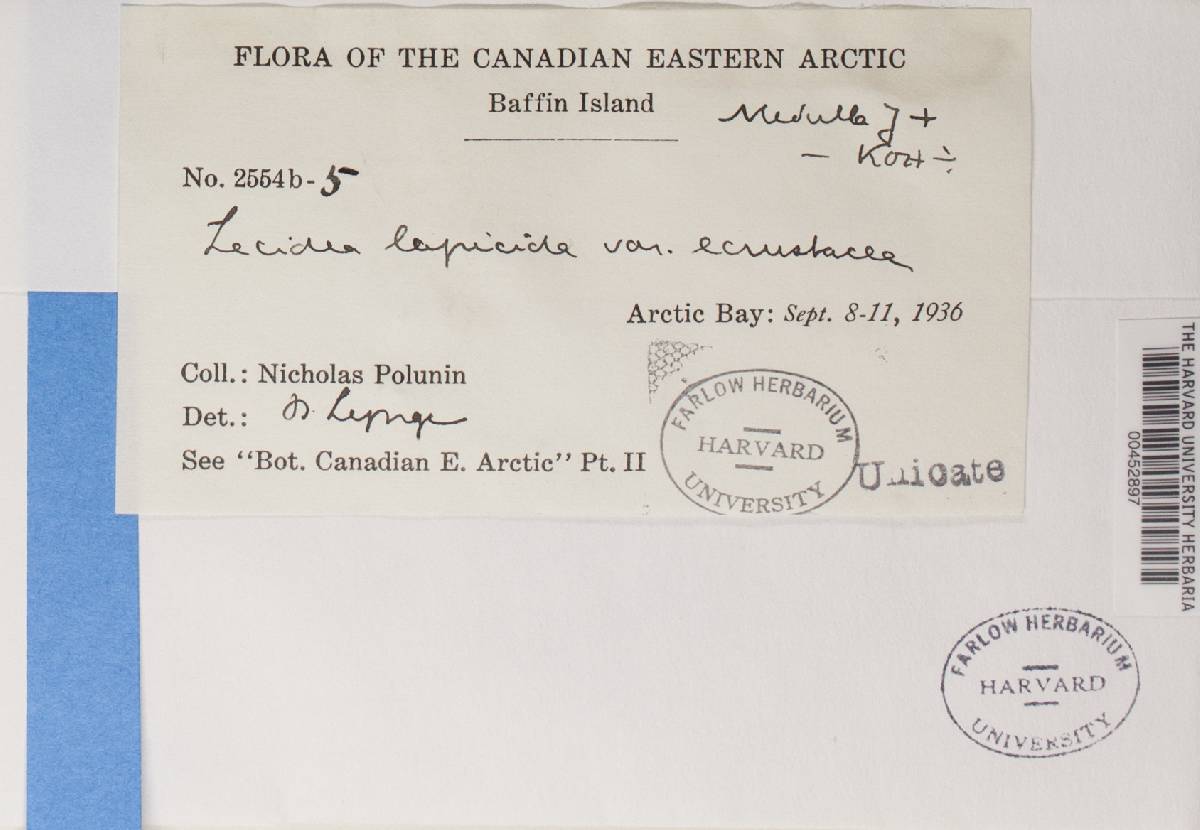 FLORA OF THE CANADIAN EASTERN ARCTIC
Baffin Island
Medulla J +
– KOH ÷
No. 2554b-5
Lecidea lapicida var. ecrustacea
Arctic Bay: Sept. 8-11, 1936
Coll.: Nicholas Polunin
Det.: B. Lynge
See "Bot. Canadian E. Arctic" Pt. II
FARLOW HERBARIUM
HARVARD
UNIVERSITY
Unicate
THE HARVARD UNIVERSITY HERBARIA
00452897
FARLOW HERBARIUM
HARVARD
UNIVERSITY